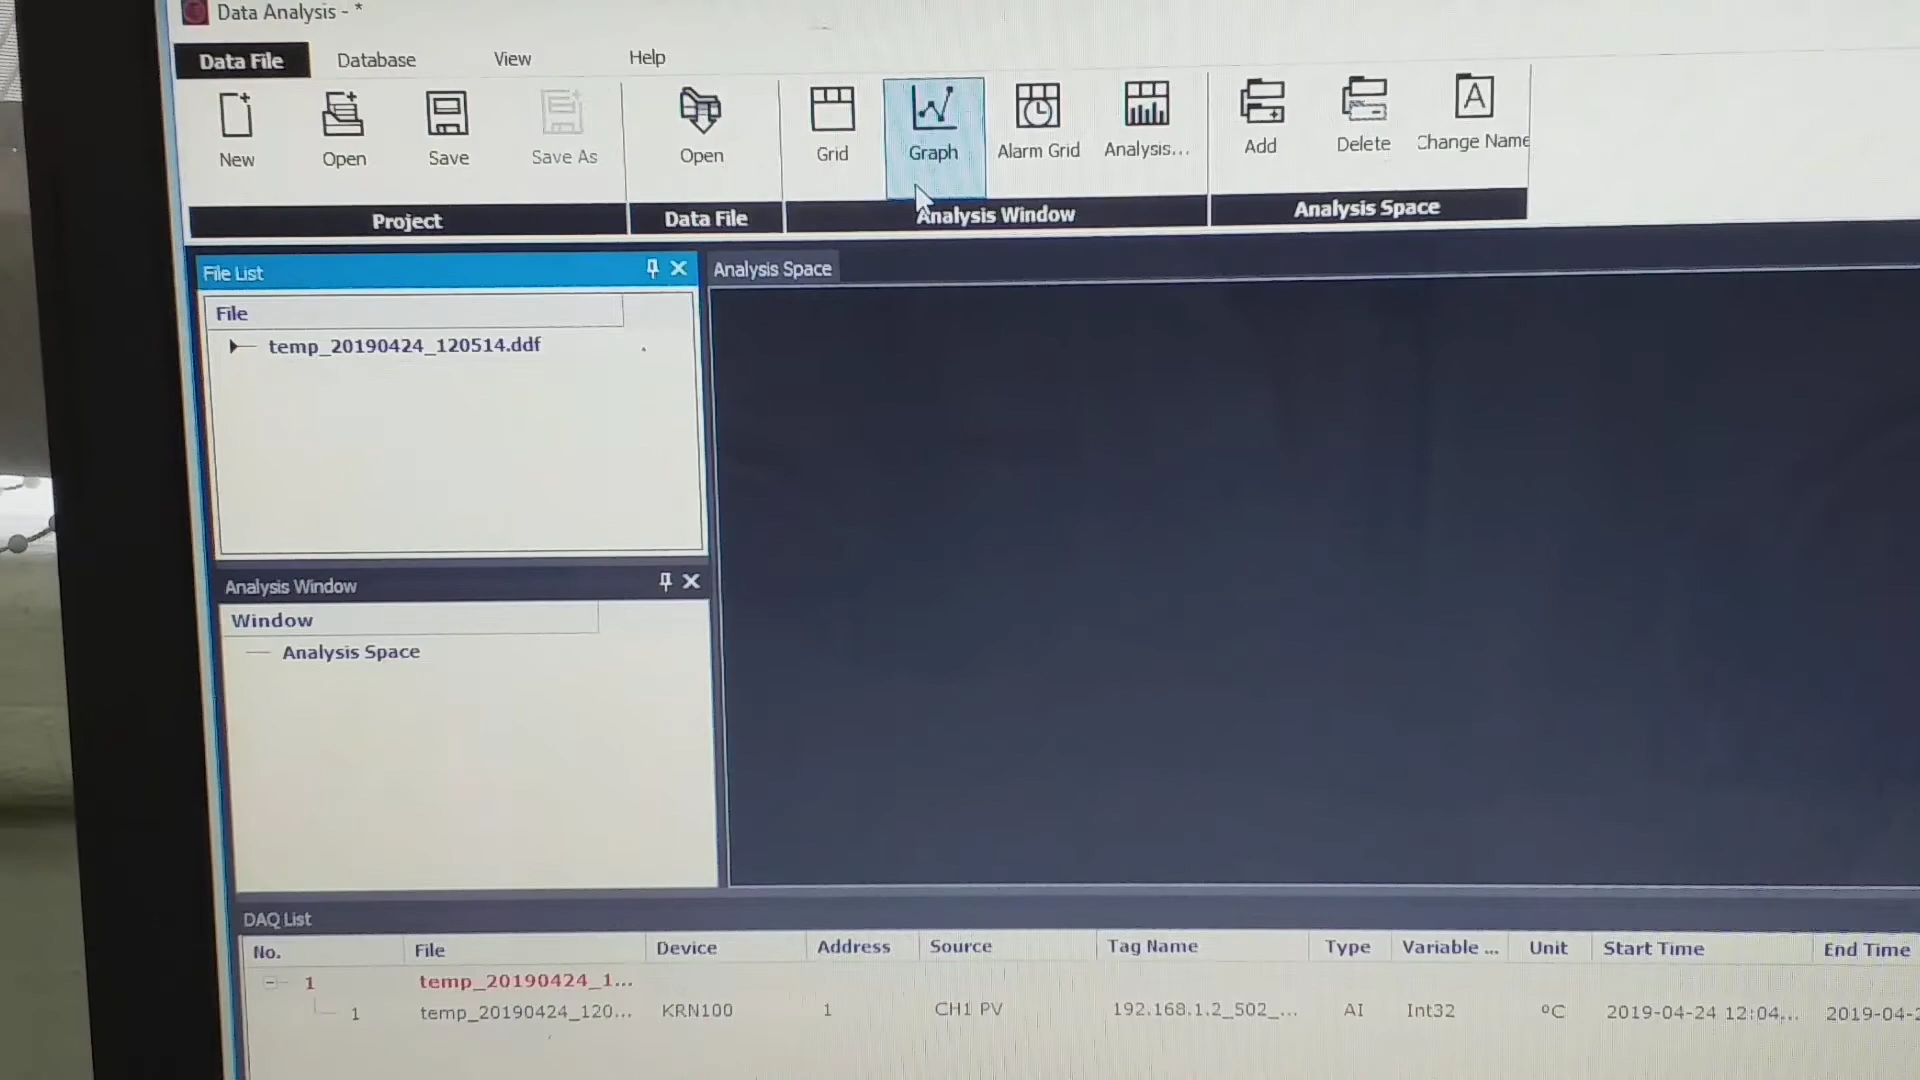 Data Analysis - *
Data File Database View Help
New Open Save Save As Open Grid Graph Alarm Grid Analysis... Add Delete Change Name
Project Data File Analysis Window Analysis Space
File List
File
temp_20190424_120514.ddf
Analysis Space
Analysis Window
Window
Analysis Space
DAQ List
No. File Device Address Source Tag Name Type Variable ... Unit Start Time End Time
1 temp_20190424_1...
1 temp_20190424_120... KRN100 1 CH1 PV 192.168.1.2_502_... AI Int32 ºC 2019-04-24 12:04... 2019-04-2